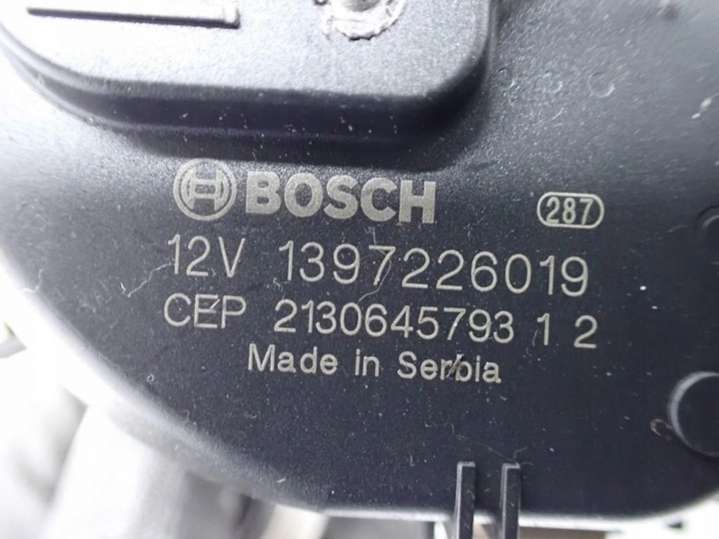 BOSCH 287
12V 1397226019
CEP 2130645793 1 2
Made in Serbia